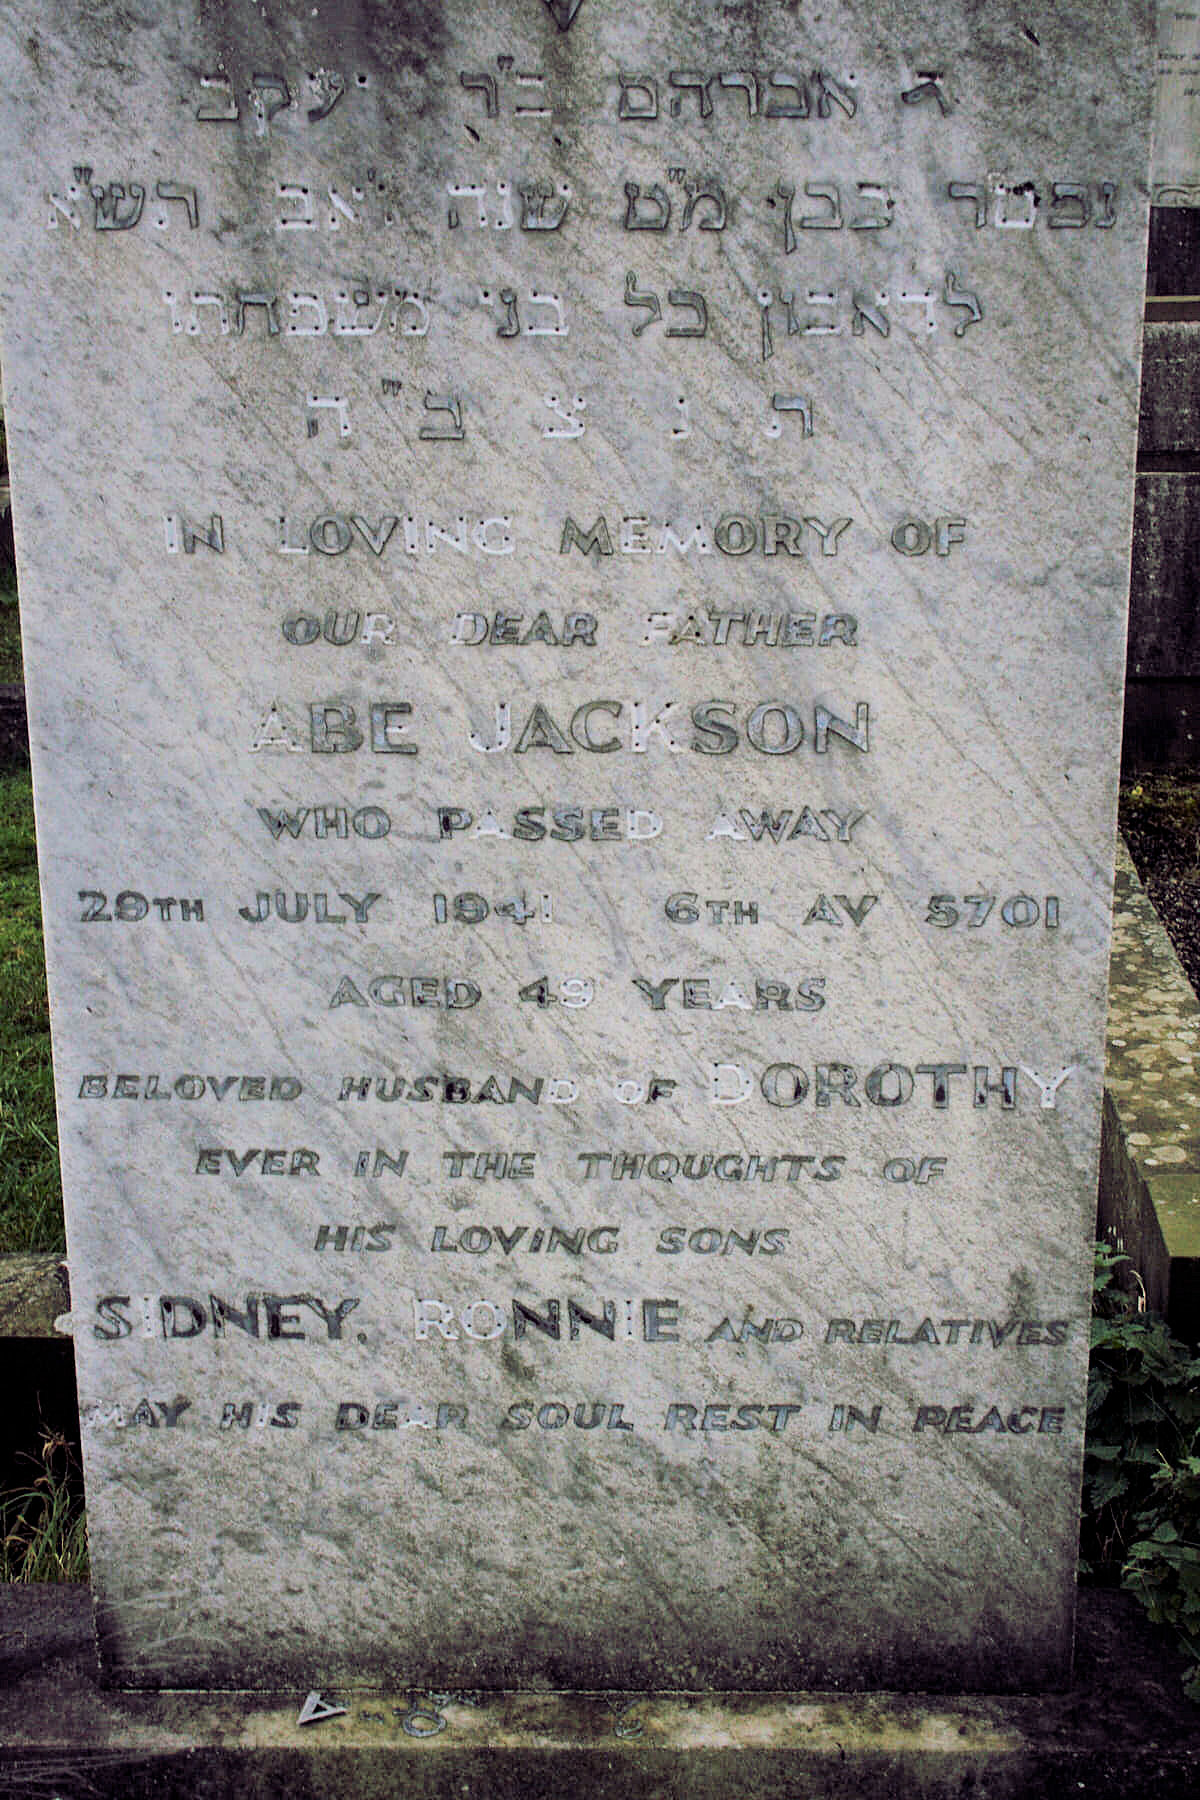 ר' אברהם ב"ר יעקב
נפטר בבן מ"ט שנה ו' אב תש"א
לדאבון כל בני משפחתו
ת נ צ ב" ה
IN LOVING MEMORY OF
OUR DEAR FATHER
ABE JACKSON
WHO PASSED AWAY
29TH JULY 1941 6TH AV 5701
AGED 49 YEARS
BELOVED HUSBAND OF DOROTHY
EVER IN THE THOUGHTS OF
HIS LOVING SONS
SIDNEY, RONNIE AND RELATIVES
MAY HIS DEAR SOUL REST IN PEACE